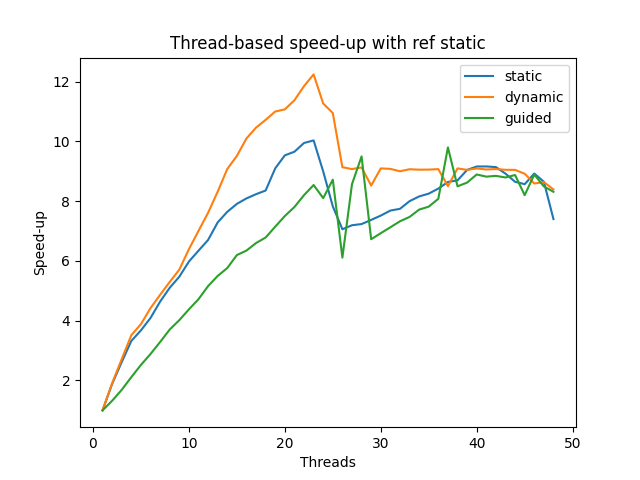 Thread-based speed-up with ref static
static
dynamic
guided
Speed-up
12
10
8
6
4
2
0
10
20
30
40
50
Threads